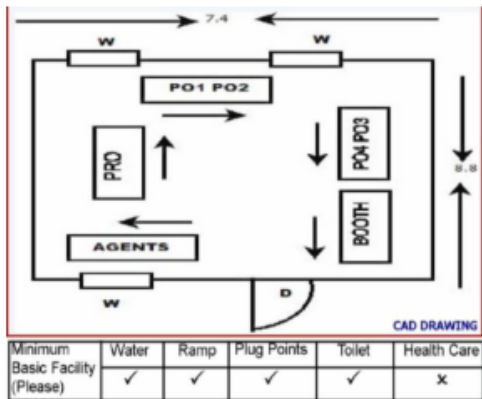 7.4
W W
PO1 PO2
PRO
PO4 PO3
8.8
BOOTH
AGENTS
W
D
CAD DRAWING
Minimum Basic Facility (Please) Water Ramp Plug Points Toilet Health Care
✓ ✓ ✓ ✓ x